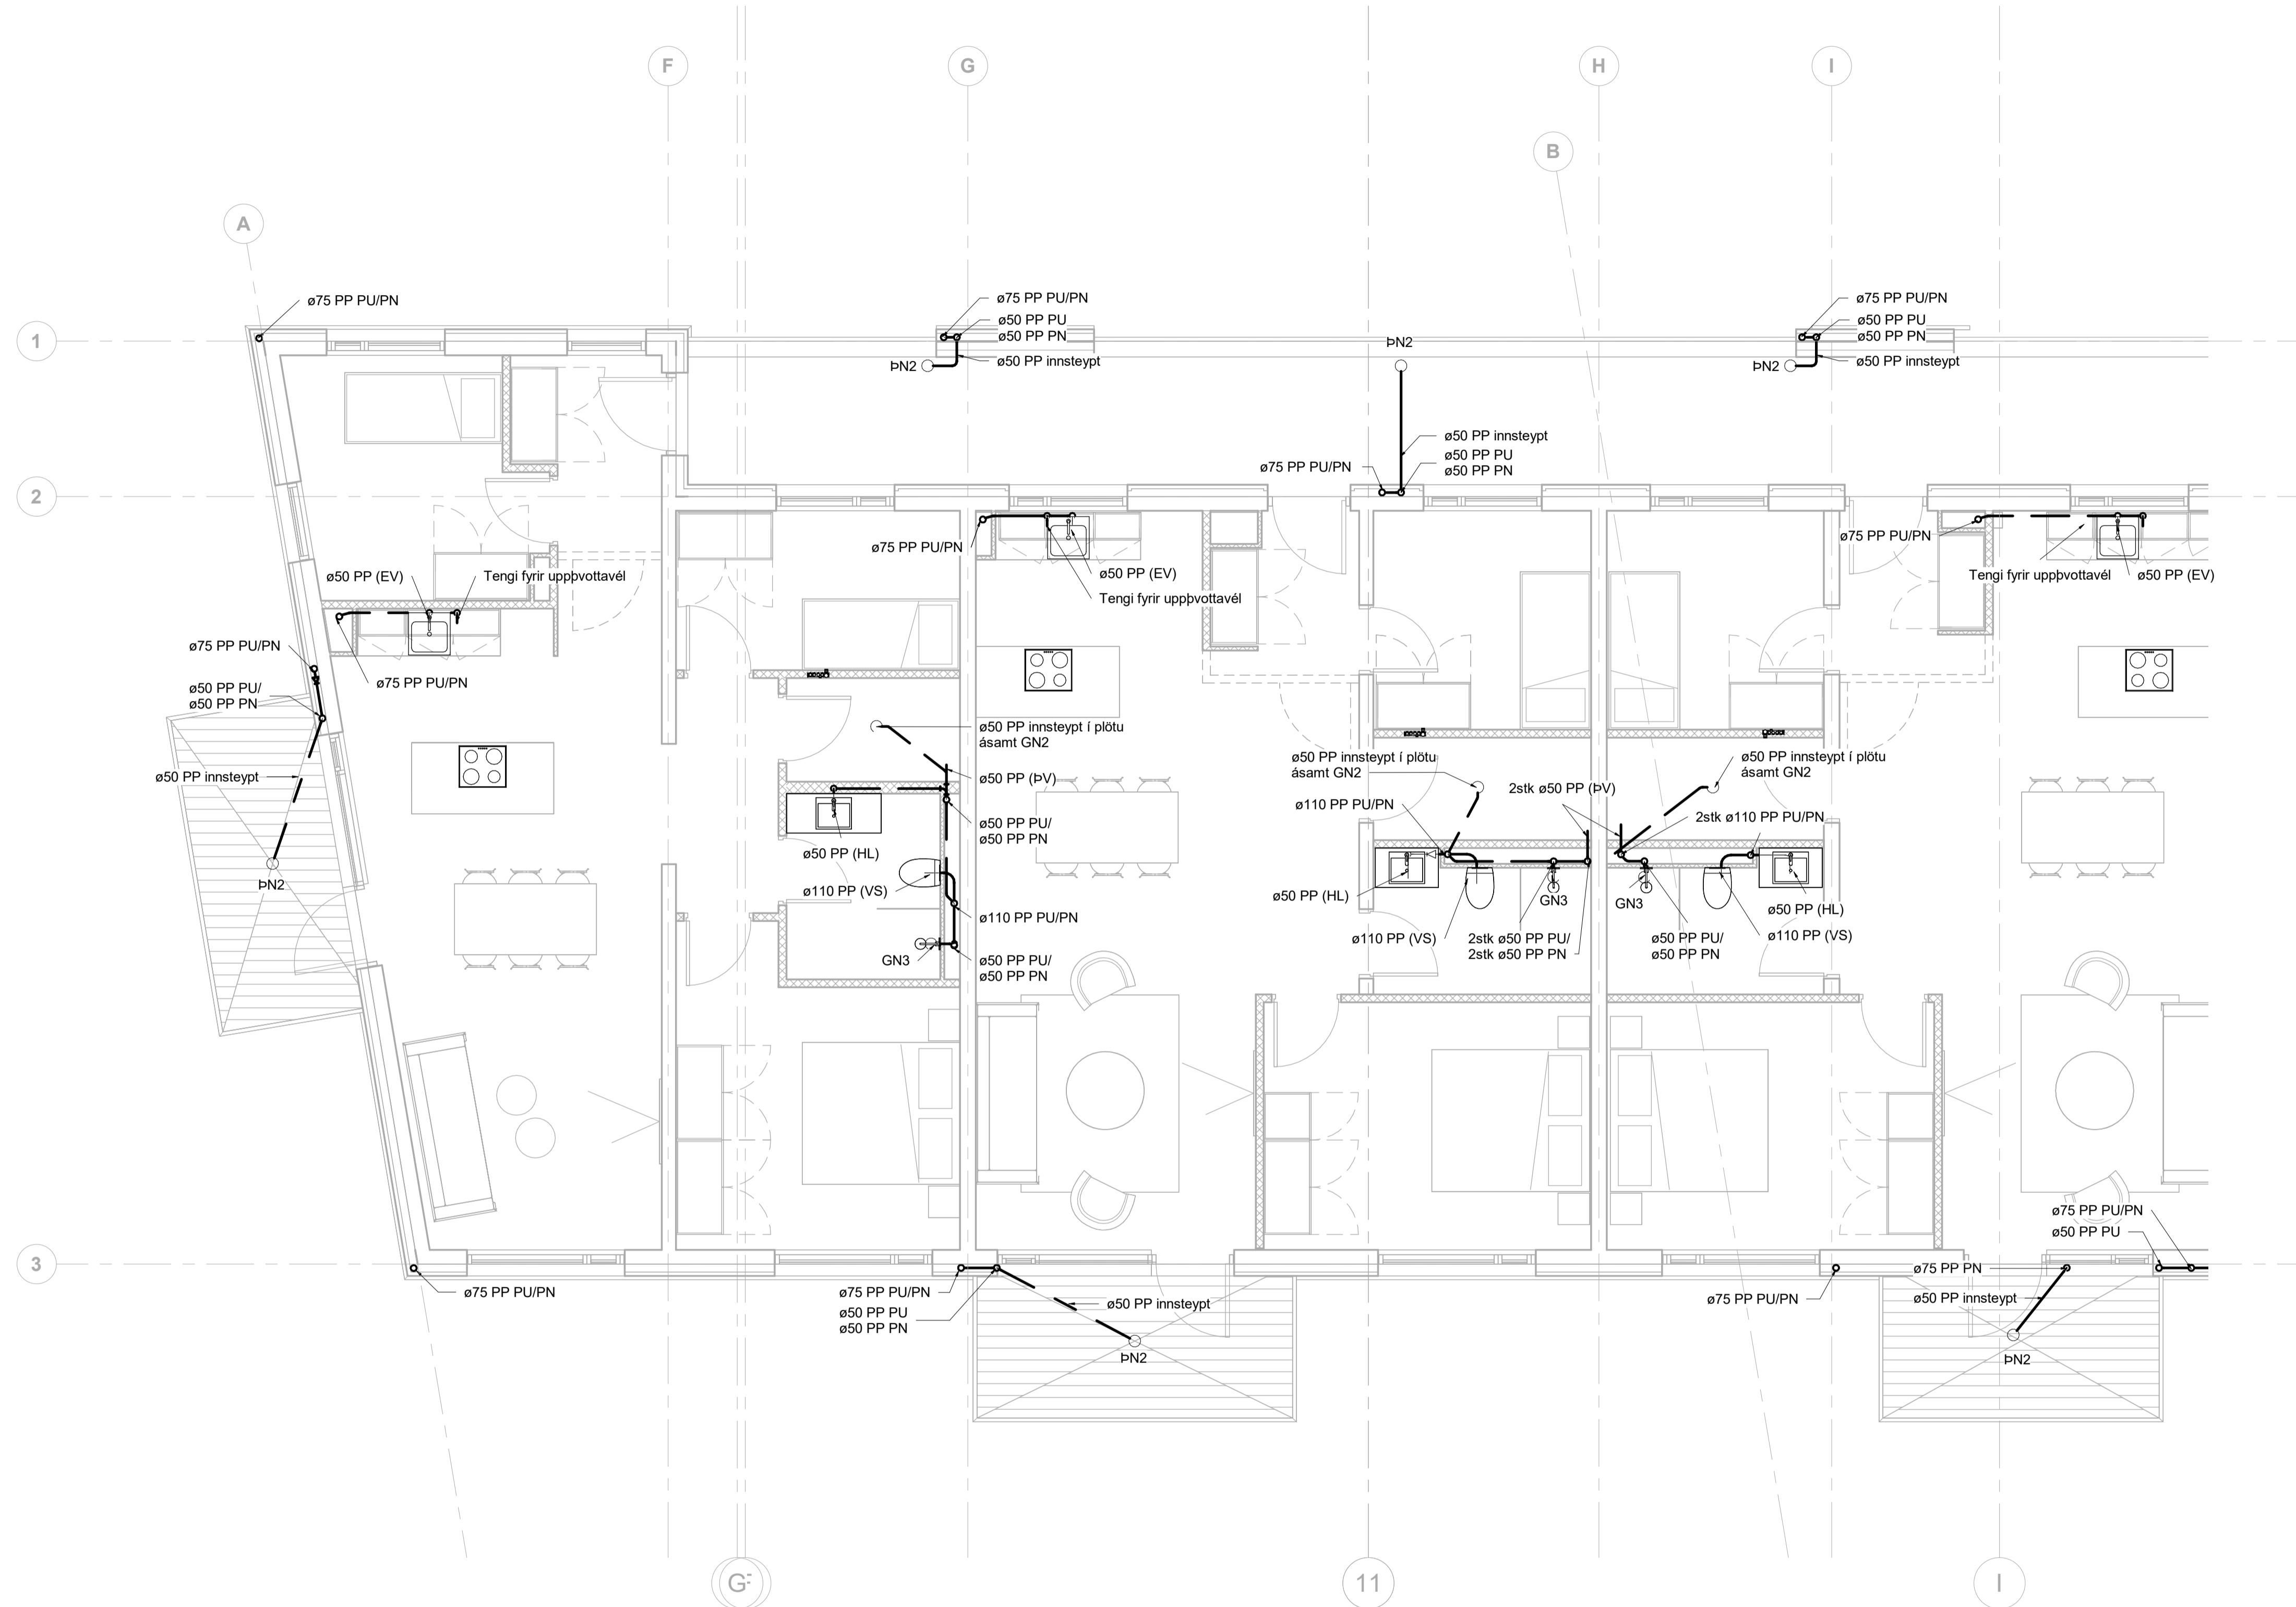 F
G
H
I
B
A
ø75 PP PU/PN
ø75 PP PU/PN
ø50 PP PU
ø50 PP PN
ø50 PP innsteypt
ÞN2
ÞN2
ø75 PP PU/PN
ø50 PP PU
ø50 PP PN
ø50 PP innsteypt
ÞN2
1
ø50 PP innsteypt
ø50 PP PU
ø50 PP PN
ø75 PP PU/PN
2
ø75 PP PU/PN
ø50 PP (EV)
Tengi fyrir uppþvottavél
ø75 PP PU/PN
ø50 PP (EV)
Tengi fyrir uppþvottavél
ø75 PP PU/PN
Tengi fyrir uppþvottavél
ø50 PP (EV)
ø75 PP PU/PN
ø75 PP PU/PN
ø50 PP PU/
ø50 PP PN
ø50 PP innsteypt
ÞN2
ø50 PP innsteypt í plötu
ásamt GN2
ø50 PP (ÞV)
ø50 PP PU/
ø50 PP PN
ø50 PP (HL)
ø110 PP (VS)
ø110 PP PU/PN
GN3
ø50 PP PU/
ø50 PP PN
ø50 PP innsteypt í plötu
ásamt GN2
ø110 PP PU/PN
2stk ø50 PP (ÞV)
ø50 PP innsteypt í plötu
ásamt GN2
2stk ø110 PP PU/PN
ø50 PP (HL)
GN3
GN3
ø50 PP (HL)
ø110 PP (VS)
2stk ø50 PP PU/
2stk ø50 PP PN
ø50 PP PU/
ø50 PP PN
ø110 PP (VS)
ø75 PP PU/PN
ø50 PP PU
3
ø75 PP PU/PN
ø75 PP PU/PN
ø50 PP PU
ø50 PP PN
ø50 PP innsteypt
ÞN2
ø75 PP PU/PN
ø75 PP PN
ø50 PP innsteypt
ÞN2
G
11
I